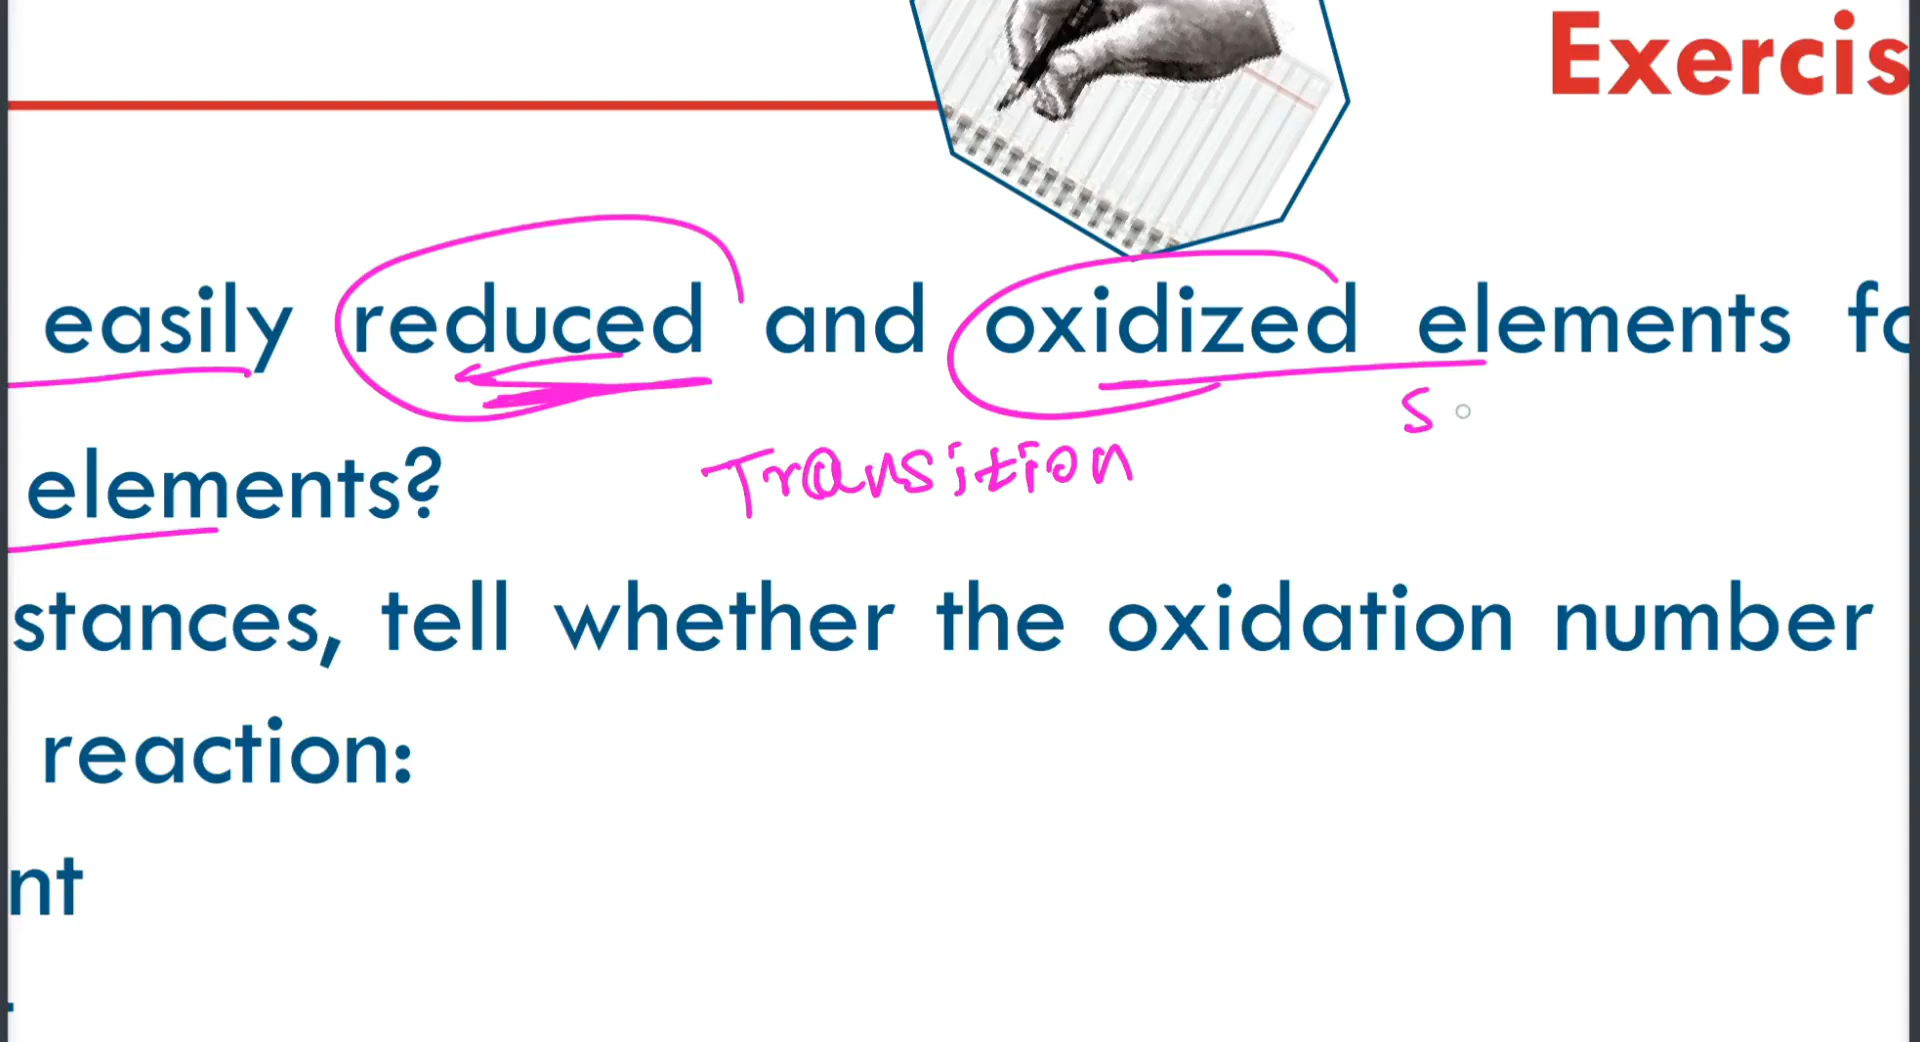 Exercis
easily reduced and oxidized elements fo
S
elements? Transition
stances, tell whether the oxidation number
reaction:
nt